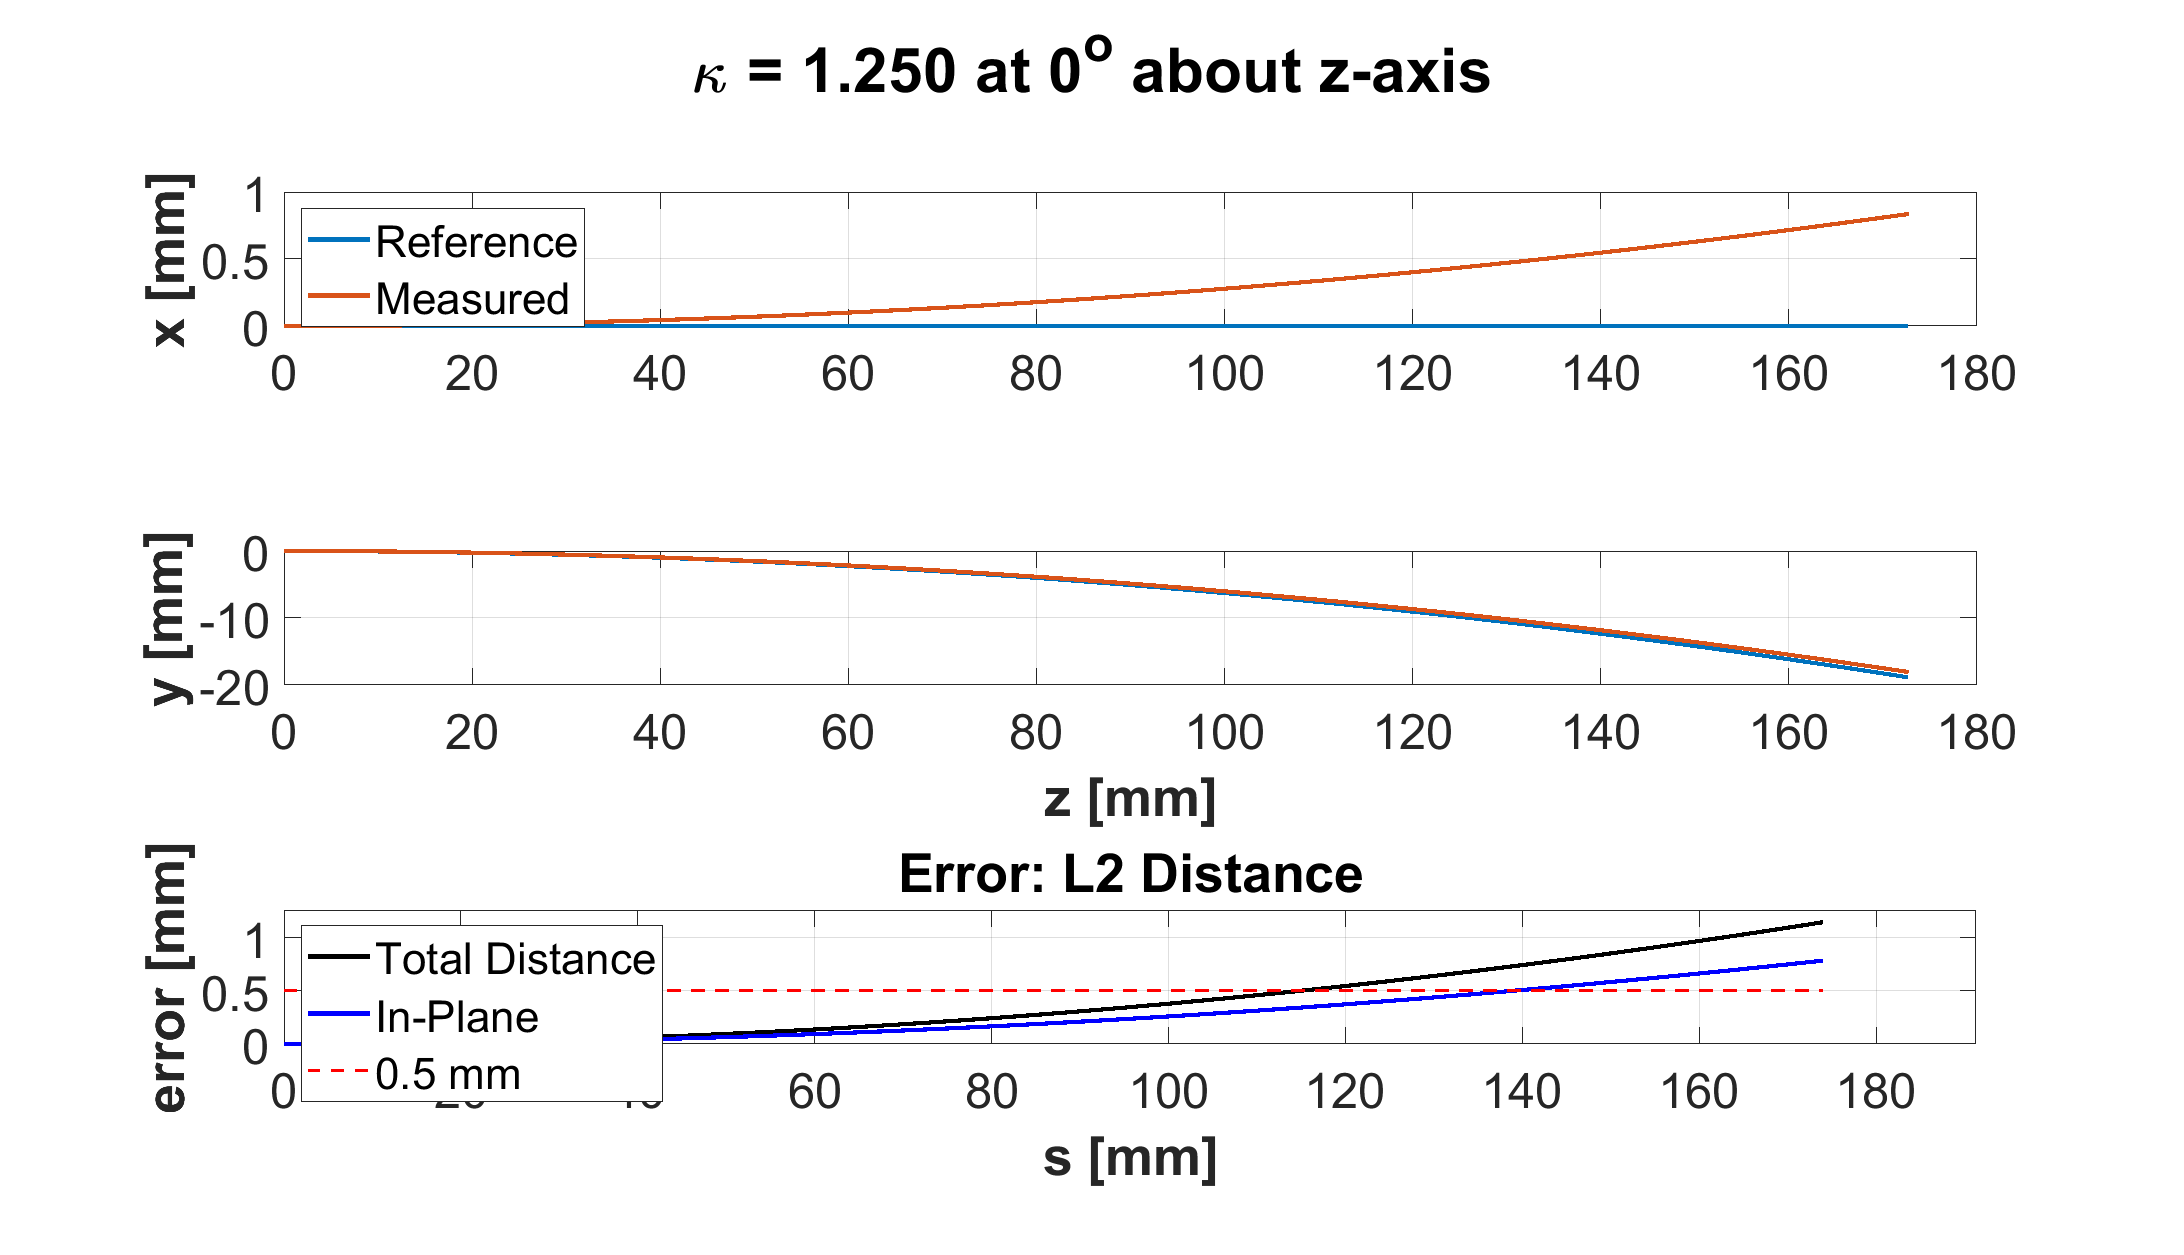 κ = 1.250 at 0° about z-axis
x [mm]
1
0.5
0
Reference
Measured
0 20 40 60 80 100 120 140 160 180
y [mm]
0
-10
-20
0 20 40 60 80 100 120 140 160 180
z [mm]
Error: L2 Distance
error [mm]
1
0.5
0
Total Distance
In-Plane
0.5 mm
0 60 80 100 120 140 160 180
s [mm]